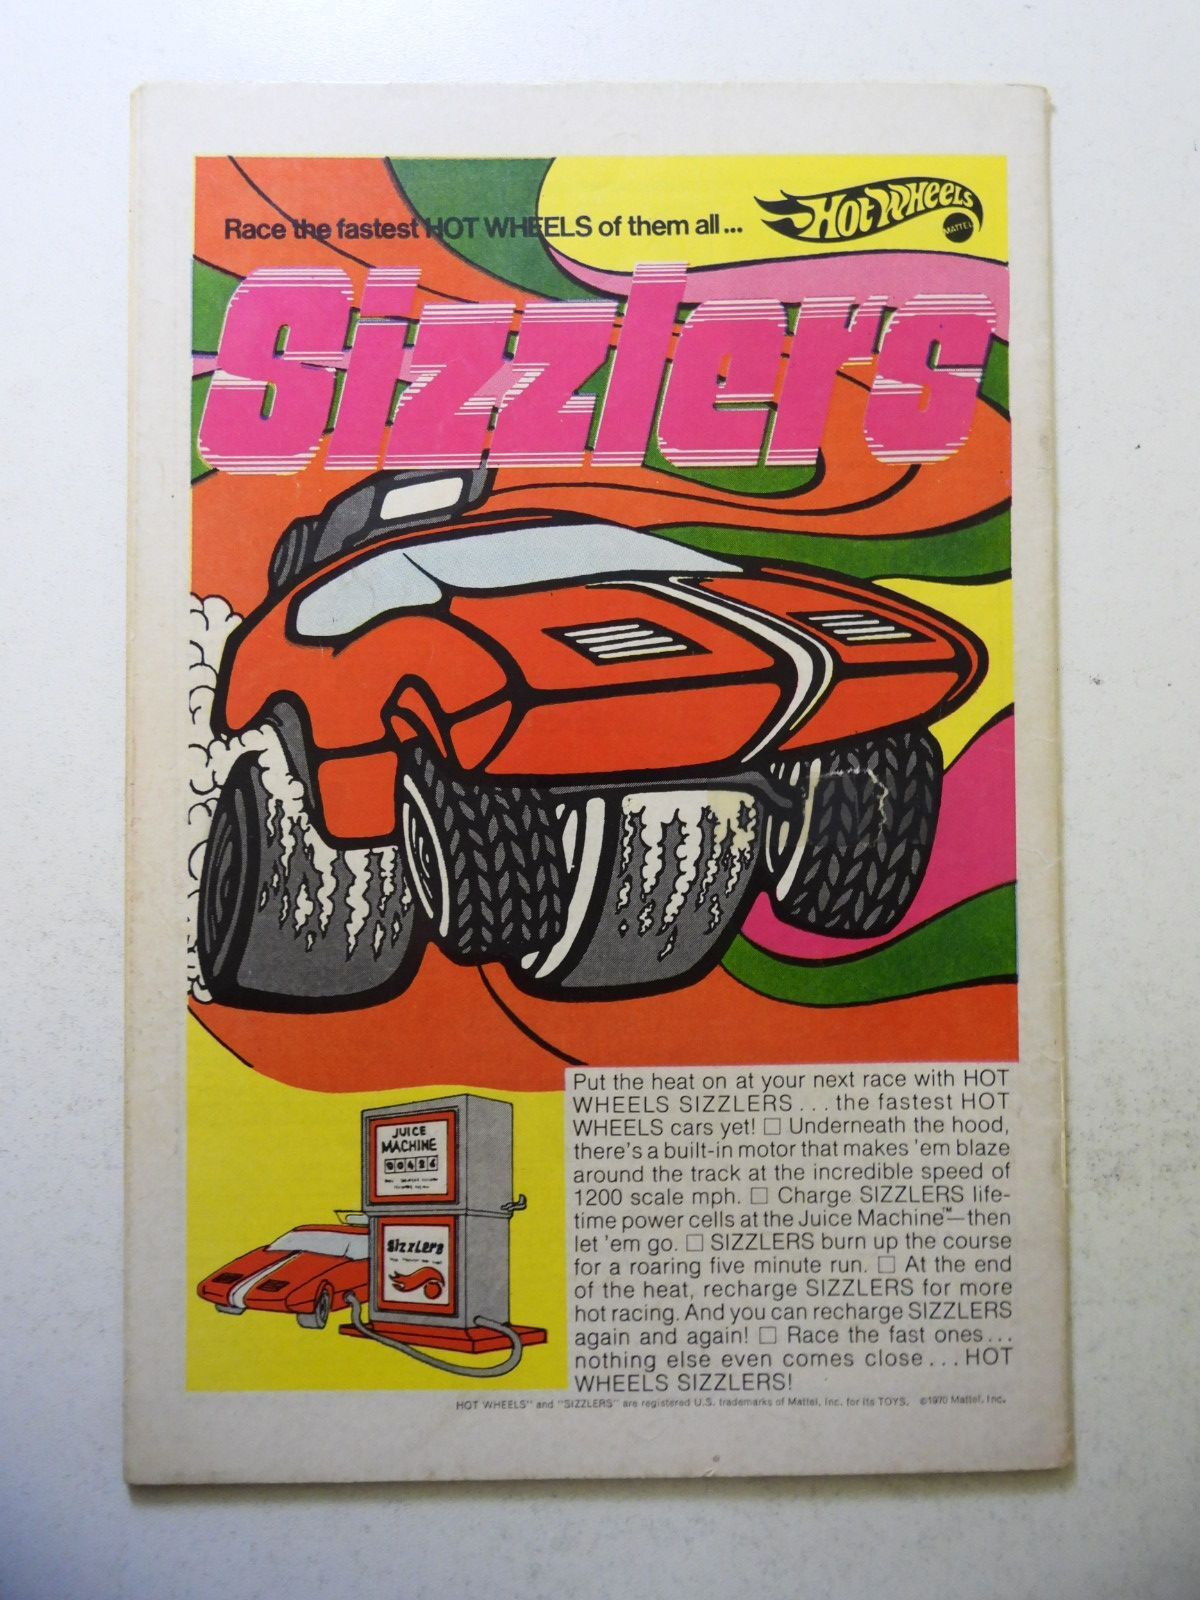 Race the fastest HOT WHEELS of them all...
Hot Wheels
MATTEL
Sizzlers
Put the heat on at your next race with HOT
WHEELS SIZZLERS... the fastest HOT
WHEELS cars yet! □ Underneath the hood,
there's a built-in motor that makes 'em blaze
around the track at the incredible speed of
1200 scale mph. □ Charge SIZZLERS life-
time power cells at the Juice Machine™—then
let 'em go. □ SIZZLERS burn up the course
for a roaring five minute run. □ At the end
of the heat, recharge SIZZLERS for more
hot racing. And you can recharge SIZZLERS
again and again! □ Race the fast ones...
nothing else even comes close... HOT
WHEELS SIZZLERS!
JUICE
MACHINE
00426
Sizzlers
HOT WHEELS" and "SIZZLERS" are registered U.S. trademarks of Mattel, Inc. for its TOYS. ©1970 Mattel, Inc.